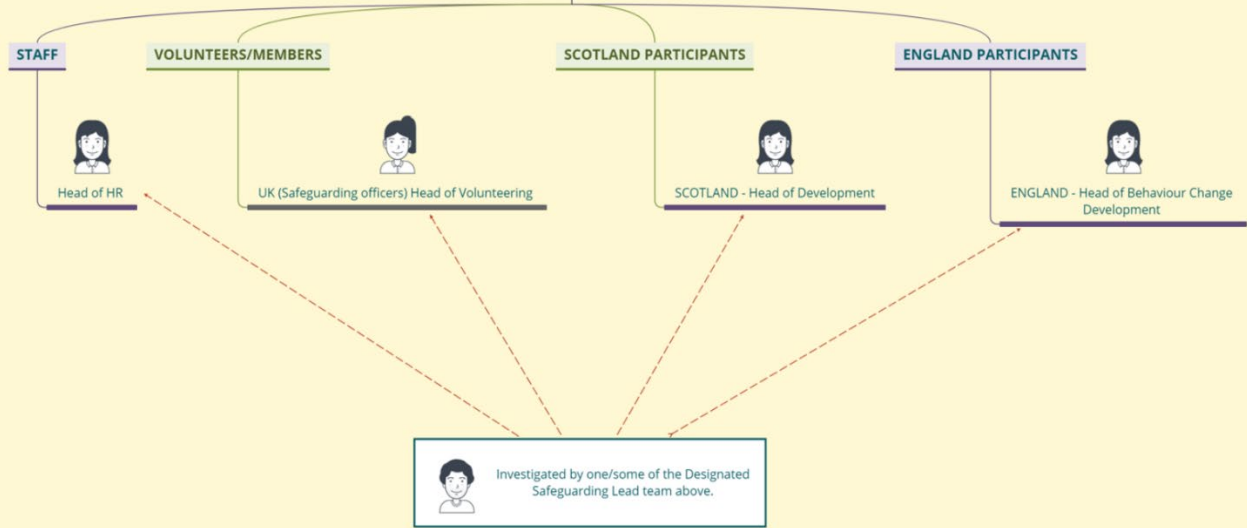 STAFF
VOLUNTEERS/MEMBERS
SCOTLAND PARTICIPANTS
ENGLAND PARTICIPANTS
Head of HR
UK (Safeguarding officers) Head of Volunteering
SCOTLAND - Head of Development
ENGLAND - Head of Behaviour Change
Development
Investigated by one/some of the Designated
Safeguarding Lead team above.